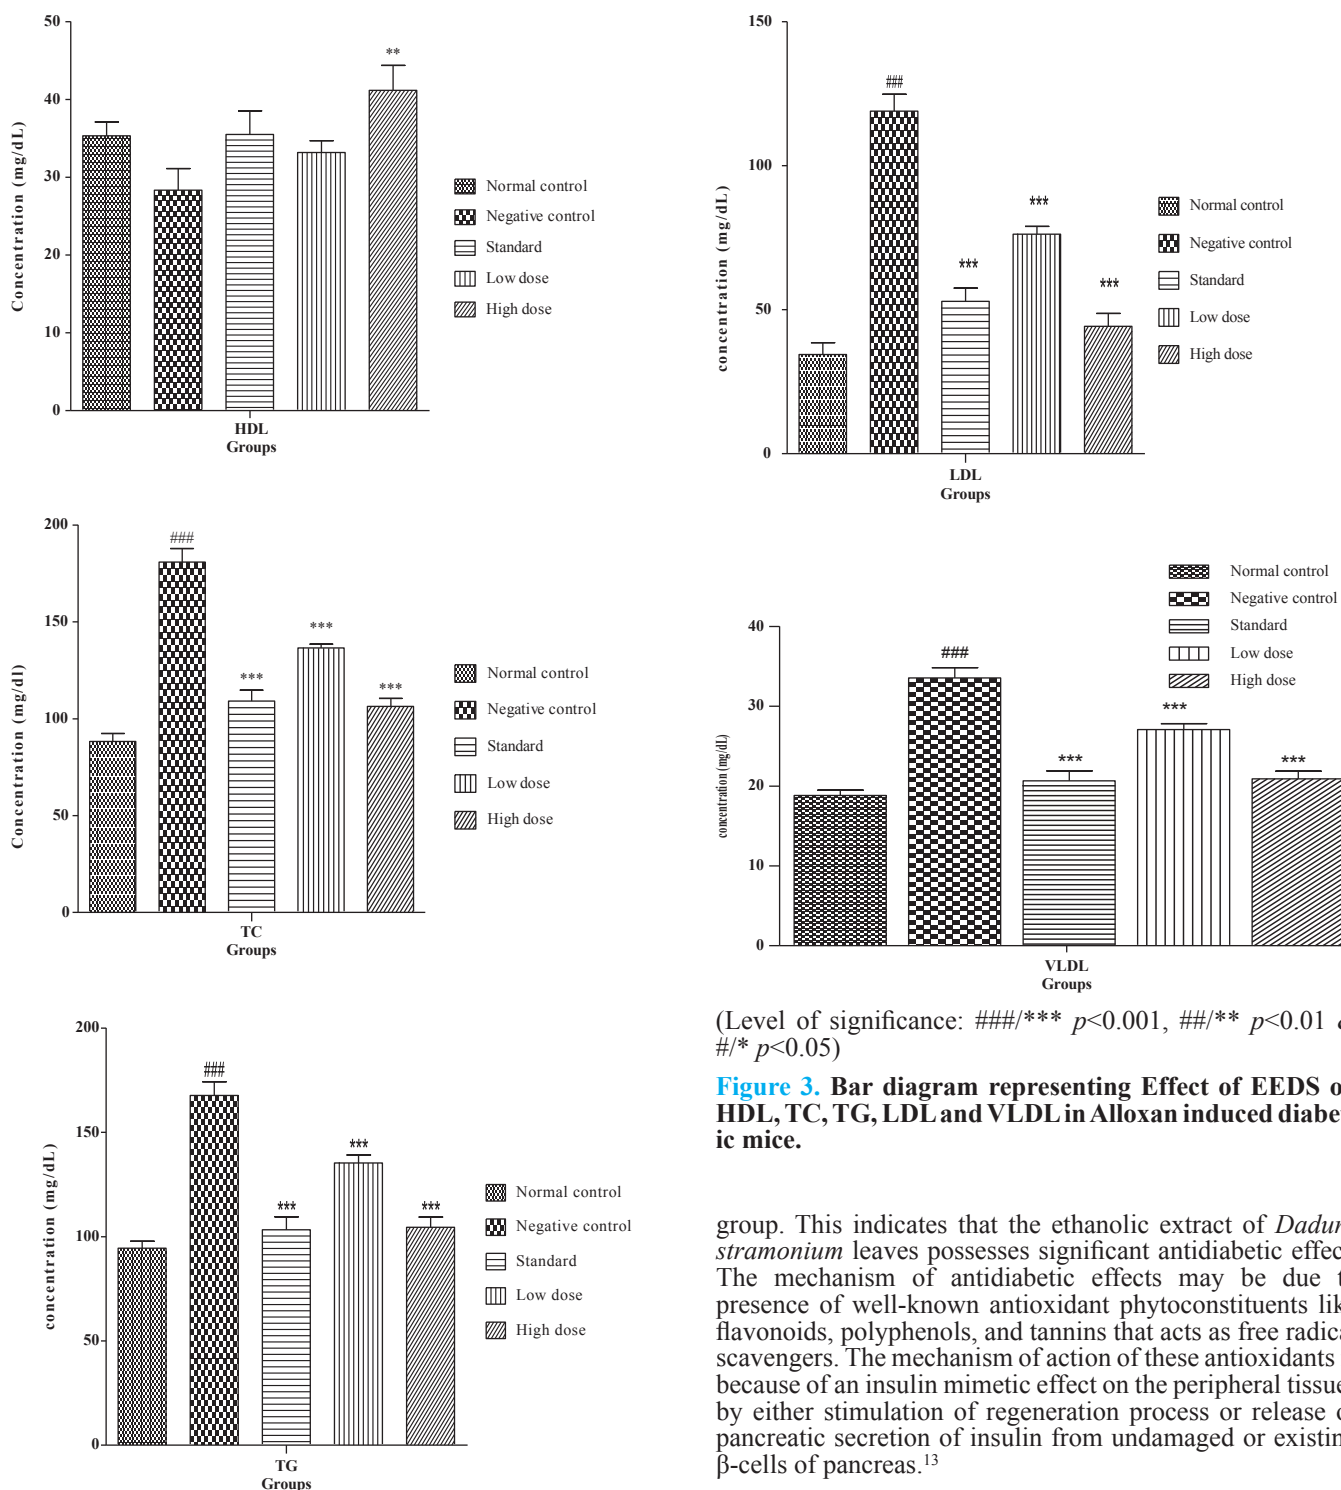 50
40
30
20
10
0
Concentration (mg/dL)
**
HDL
Groups
Normal control
Negative control
Standard
Low dose
High dose
200
150
100
50
0
Concentration (mg/dl)
###
***
***
***
TC
Groups
Normal control
Negative control
Standard
Low dose
High dose
200
150
100
50
0
concentration (mg/dL)
###
***
***
***
TG
Groups
Normal control
Negative control
Standard
Low dose
High dose
150
100
50
0
concentration (mg/dL)
###
***
***
***
LDL
Groups
Normal control
Negative control
Standard
Low dose
High dose
40
30
20
10
0
concentration (mg/dL)
###
***
***
***
VLDL
Groups
Normal control
Negative control
Standard
Low dose
High dose
(Level of significance: ###/*** p<0.001, ##/** p<0.01
#/* p<0.05)
Figure 3. Bar diagram representing Effect of EEDS o
HDL, TC, TG, LDL and VLDL in Alloxan induced diabe
ic mice.
group. This indicates that the ethanolic extract of Dadur
stramonium leaves possesses significant antidiabetic effec
The mechanism of antidiabetic effects may be due t
presence of well-known antioxidant phytoconstituents lik
flavonoids, polyphenols, and tannins that acts as free radica
scavengers. The mechanism of action of these antioxidants
because of an insulin mimetic effect on the peripheral tissue
by either stimulation of regeneration process or release o
pancreatic secretion of insulin from undamaged or existin
β-cells of pancreas.13